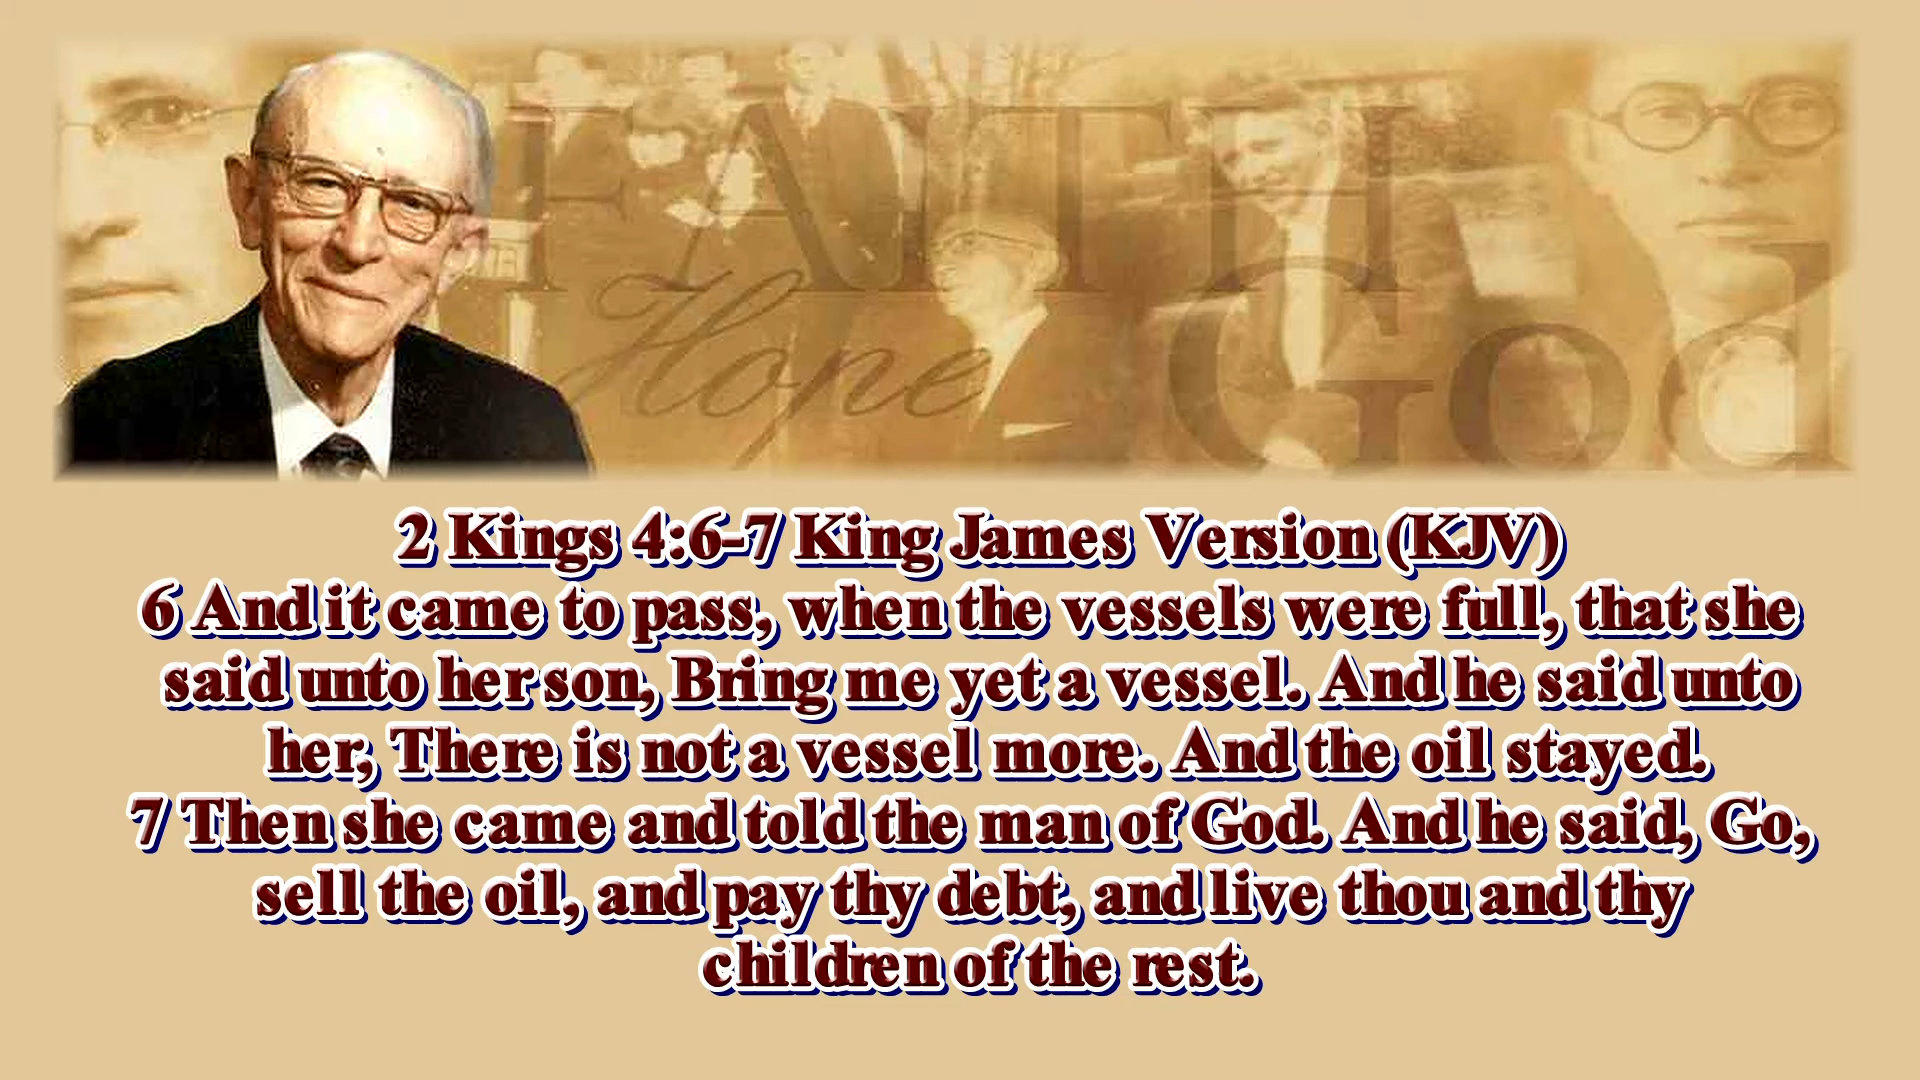 FAITH
Hope
God
2 Kings 4:6-7 King James Version (KJV)
6 And it came to pass, when the vessels were full, that she
said unto her son, Bring me yet a vessel. And he said unto
her, There is not a vessel more. And the oil stayed.
7 Then she came and told the man of God. And he said, Go,
sell the oil, and pay thy debt, and live thou and thy
children of the rest.